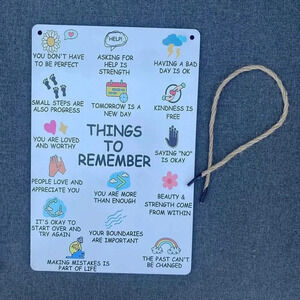 HELP!
YOU DON'T HAVE
TO BE PERFECT
ASKING FOR
HELP IS
STRENGTH
HAVING A BAD
DAY IS OK
SMALL STEPS ARE
ALSO PROGRESS
TOMORROW IS A
NEW DAY
KINDNESS IS
FREE
YOU ARE LOVED
AND WORTHY
THINGS
TO
REMEMBER
SAYING "NO"
IS OKAY
PEOPLE LOVE AND
APPRECIATE YOU
YOU ARE MORE
THAN ENOUGH
BEAUTY &
STRENGTH COME
FROM WITHIN
IT'S OKAY TO
START OVER AND
TRY AGAIN
YOUR BOUNDARIES
ARE IMPORTANT
MAKING MISTAKES IS
PART OF LIFE
THE PAST CAN'T
BE CHANGED